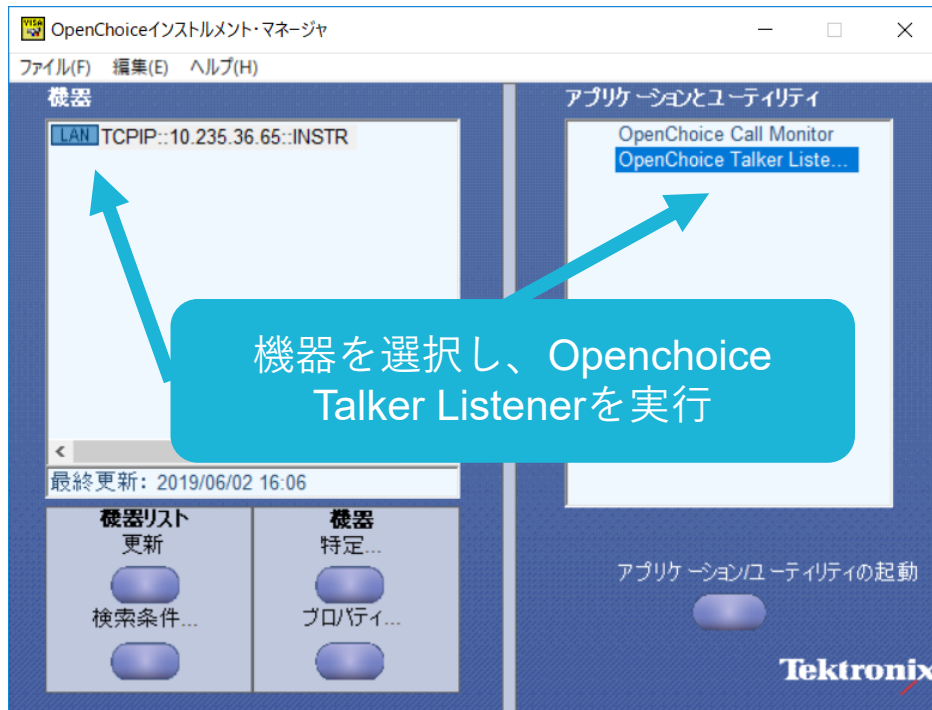 OpenChoiceインストルメント・マネージャ
ファイル(F) 編集(E) ヘルプ(H)
機器
LAN TCPIP::10.235.36.65::INSTR
最終更新: 2019/06/02 16:06
機器リスト
更新
検索条件...
機器
特定...
プロパティ...
アプリケーションとユーティリティ
OpenChoice Call Monitor
OpenChoice Talker Liste...
機器を選択し、Openchoice
Talker Listenerを実行
アプリケーション/ユーティリティの起動
Tektronix